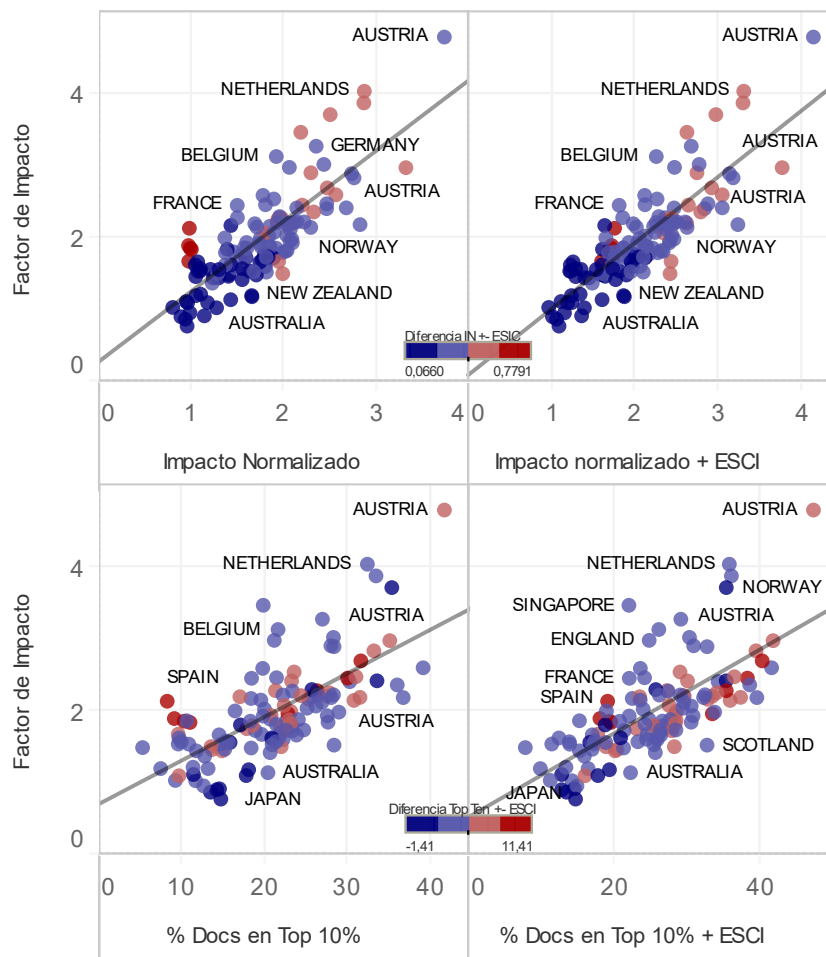 AUSTRIA AUSTRIA
NETHERLANDS NETHERLANDS
4
GERMANY AUSTRIA
BELGIUM BELGIUM
AUSTRIA AUSTRIA
FRANCE FRANCE
Factor de Impacto
2
NORWAY NORWAY
NEW ZEALAND NEW ZEALAND
AUSTRALIA AUSTRALIA
Diferencia IN +- ESIC
0,0660 0,7791
0
0 1 2 3 4 0 1 2 3 4
Impacto Normalizado Impacto normalizado + ESCI
AUSTRIA AUSTRIA
NETHERLANDS NETHERLANDS
4
NORWAY
SINGAPORE
AUSTRIA AUSTRIA
BELGIUM ENGLAND
SPAIN FRANCE
SPAIN
Factor de Impacto
2
AUSTRIA
SCOTLAND
AUSTRALIA AUSTRALIA
JAPAN JAPAN
Diferencia Top Ten +- ESCI
-1,41 11,41
0
0 10 20 30 40 0 20 40
% Docs en Top 10% % Docs en Top 10% + ESCI